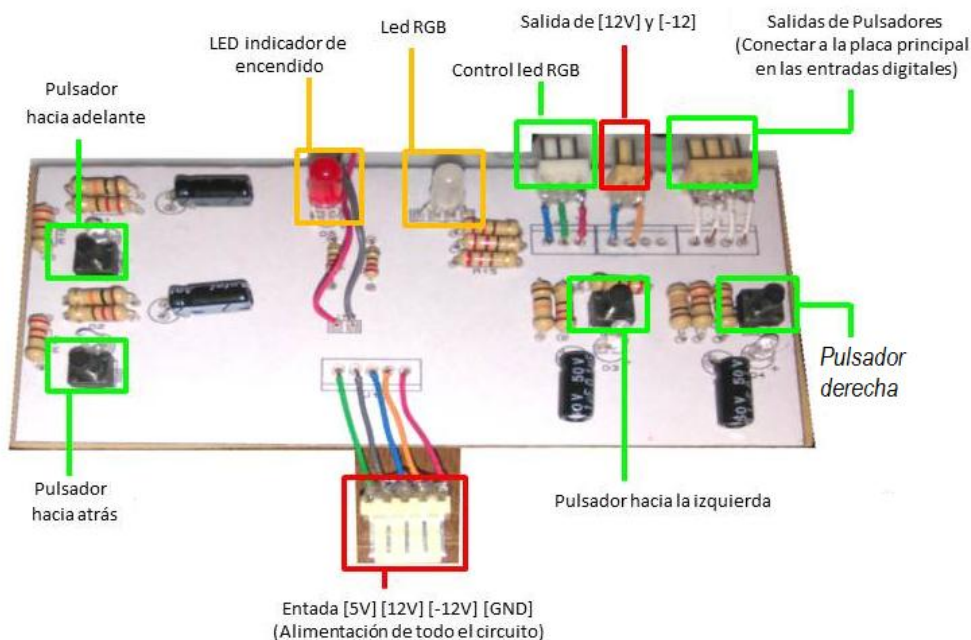 Led RGB
Salida de [12V] y [-12]
Salidas de Pulsadores
(Conectar a la placa principal
en las entradas digitales)
LED indicador de
encendido
Control led RGB
Pulsador
hacia adelante
Pulsador
derecha
Pulsador
hacia atrás
Pulsador hacia la izquierda
50 V
50 V
Entada [5V] [12V] [-12V] [GND]
(Alimentación de todo el circuito)